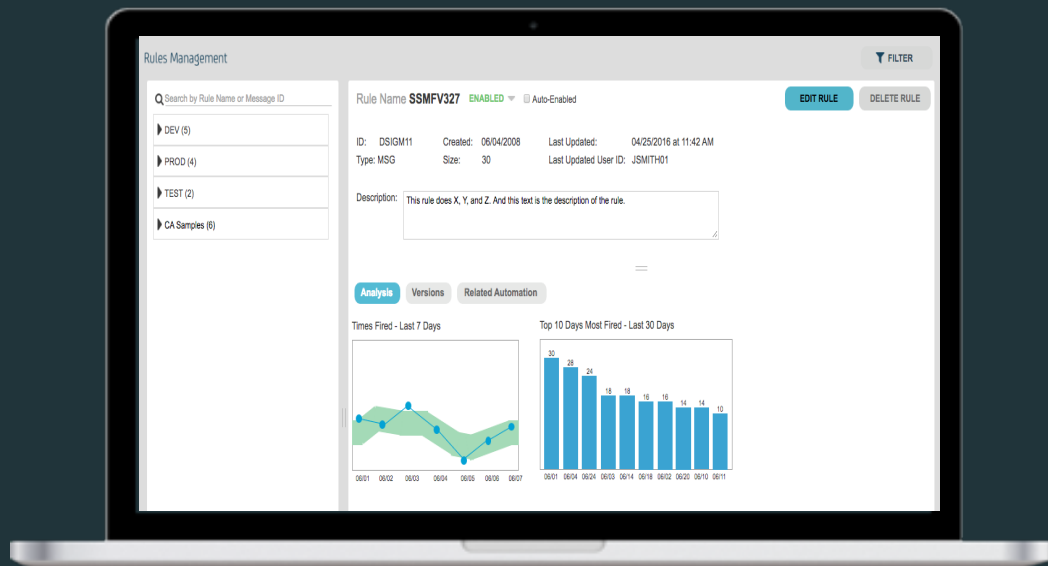 Rules Management
FILTER
Search by Rule Name or Message ID
DEV (5)
PROD (4)
TEST (2)
CA Samples (6)
Rule Name SSMFV327 ENABLED Auto-Enabled
EDIT RULE
DELETE RULE
ID: DSIGM11 Created: 06/04/2008 Last Updated: 04/25/2016 at 11:42 AM
Type: MSG Size: 30 Last Updated User ID: JSMITH01
Description: This rule does X, Y, and Z. And this text is the description of the rule.
Analysis Versions Related Automation
Times Fired - Last 7 Days
06/01 06/02 06/03 06/04 06/05 06/06 06/07
Top 10 Days Most Fired - Last 30 Days
30 28 24 18 18 16 16 14 14 10
06/01 06/04 06/24 06/03 06/14 06/18 06/02 06/20 06/10 06/11